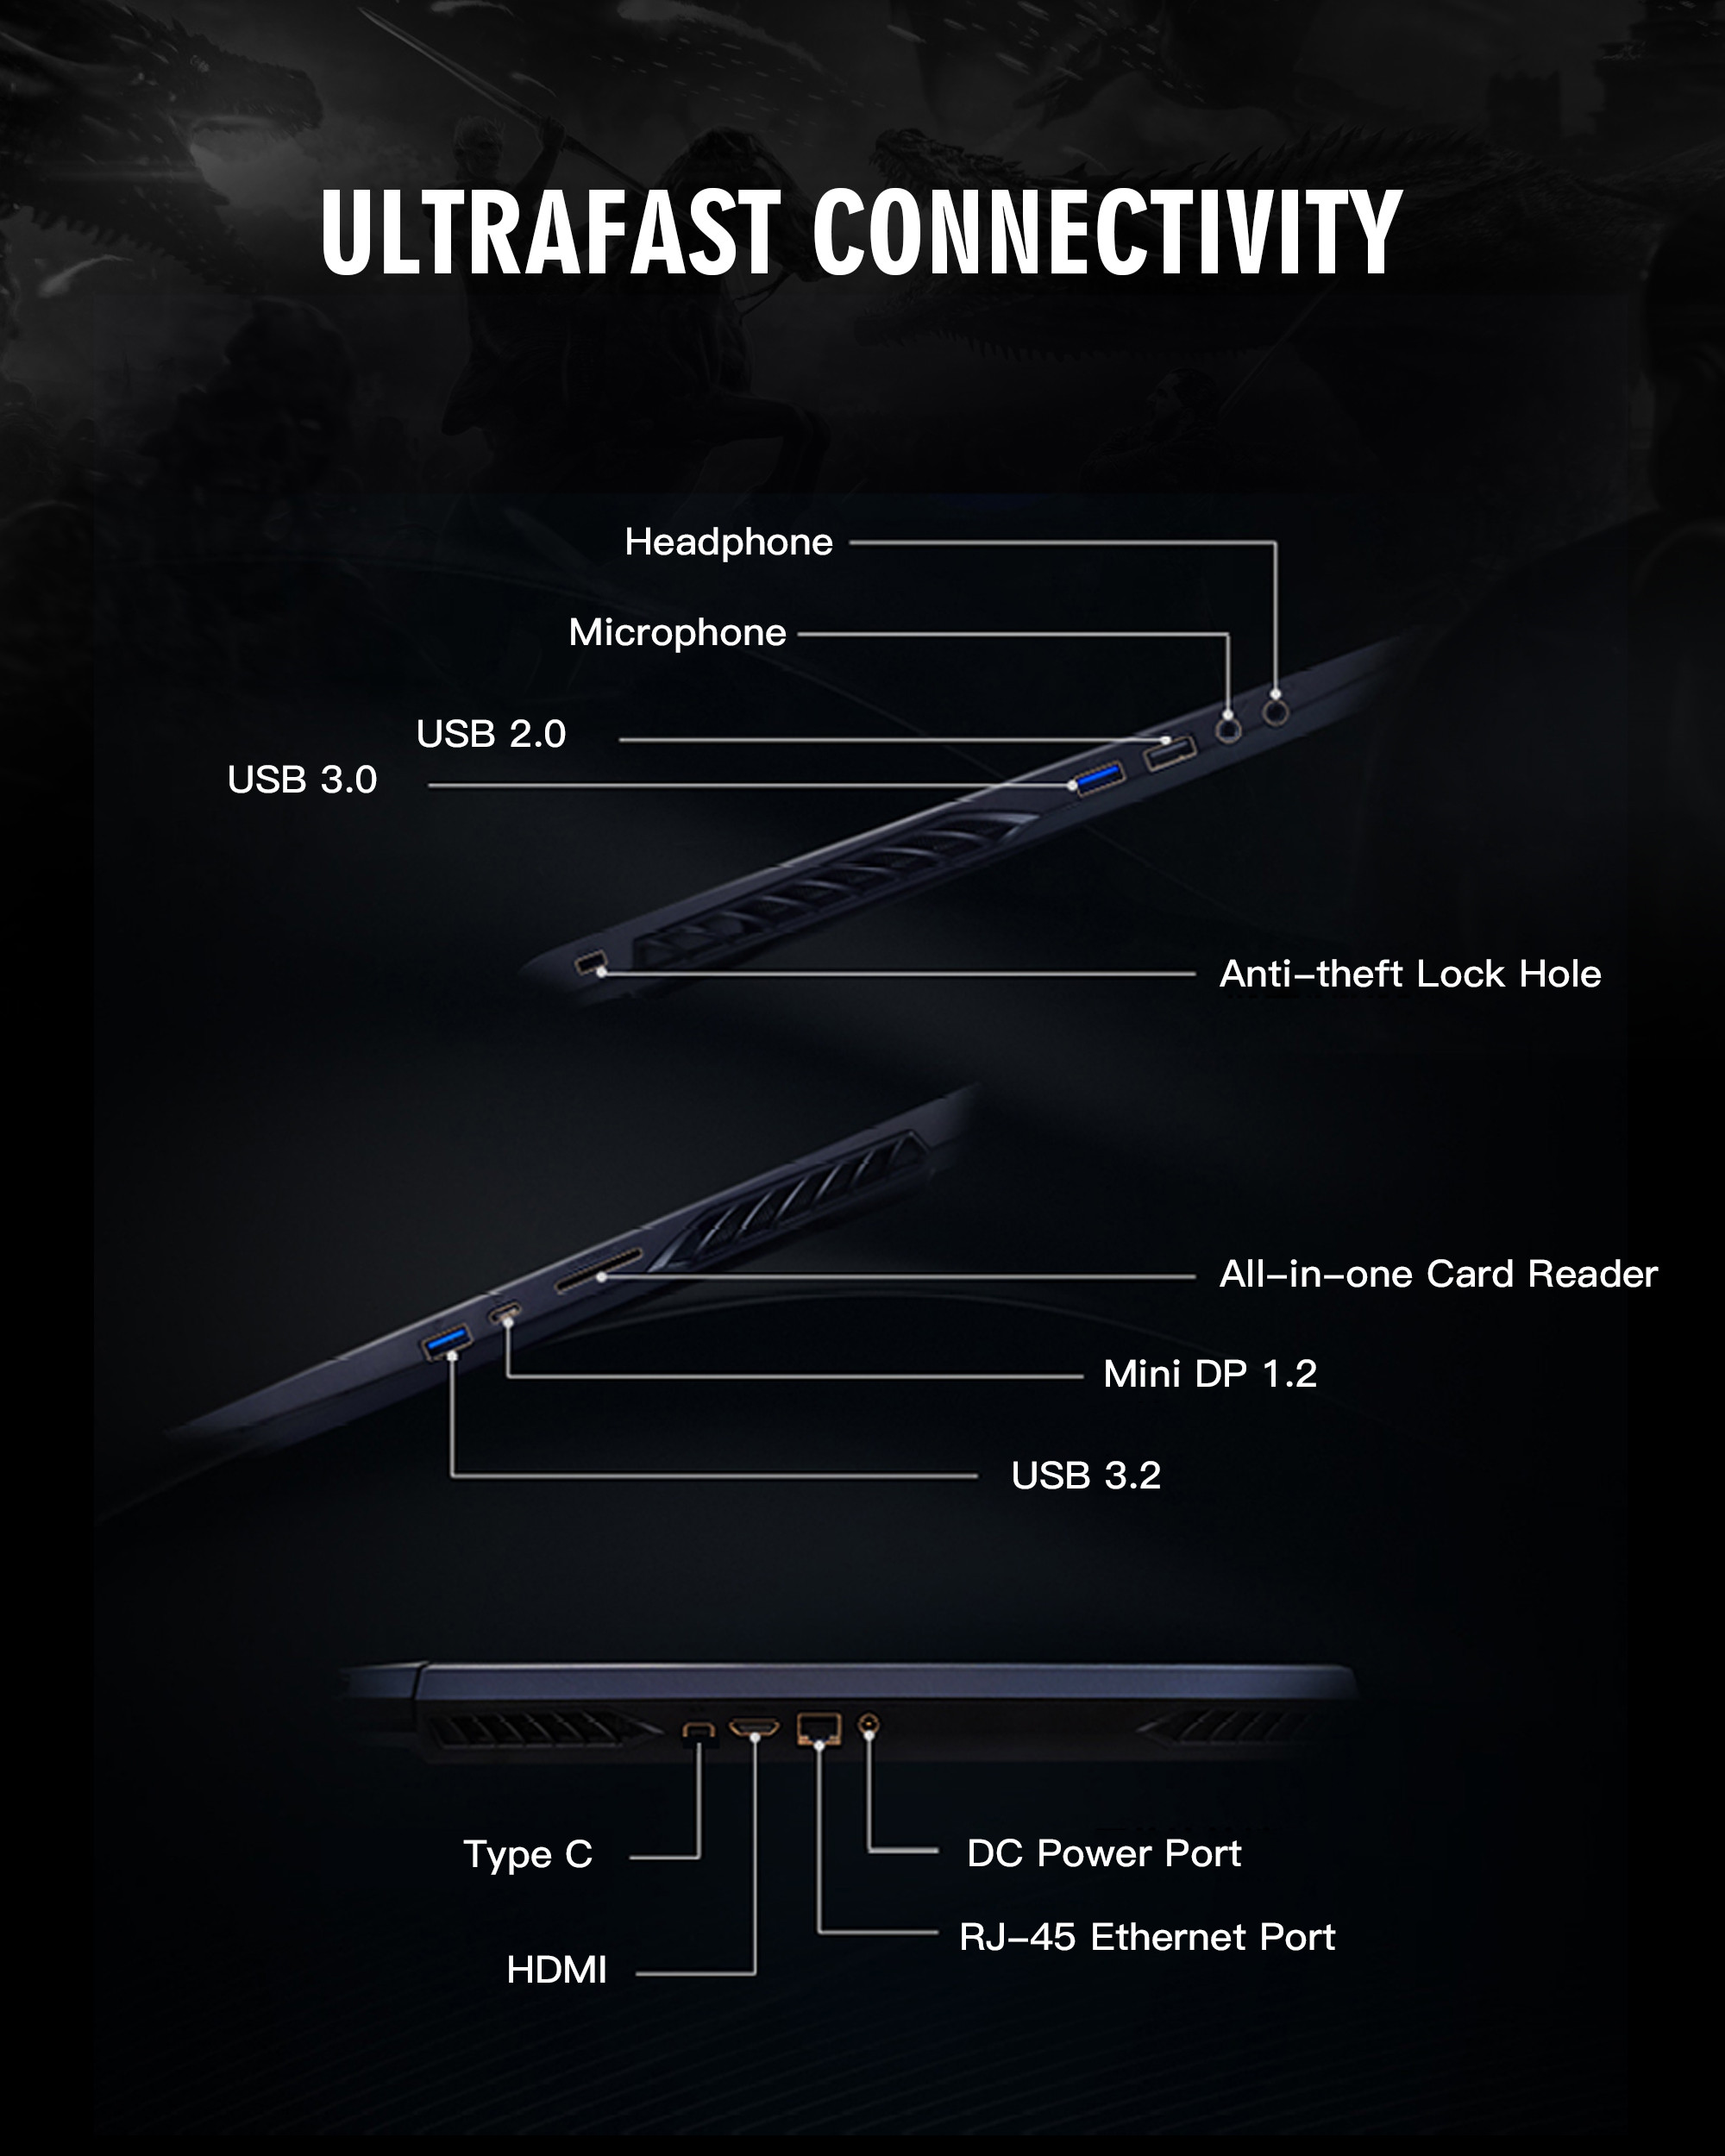 ULTRAFAST CONNECTIVITY
Headphone
Microphone
USB 2.0
USB 3.0
Anti-theft Lock Hole
All-in-one Card Reader
Mini DP 1.2
USB 3.2
Type C
DC Power Port
RJ-45 Ethernet Port
HDMI